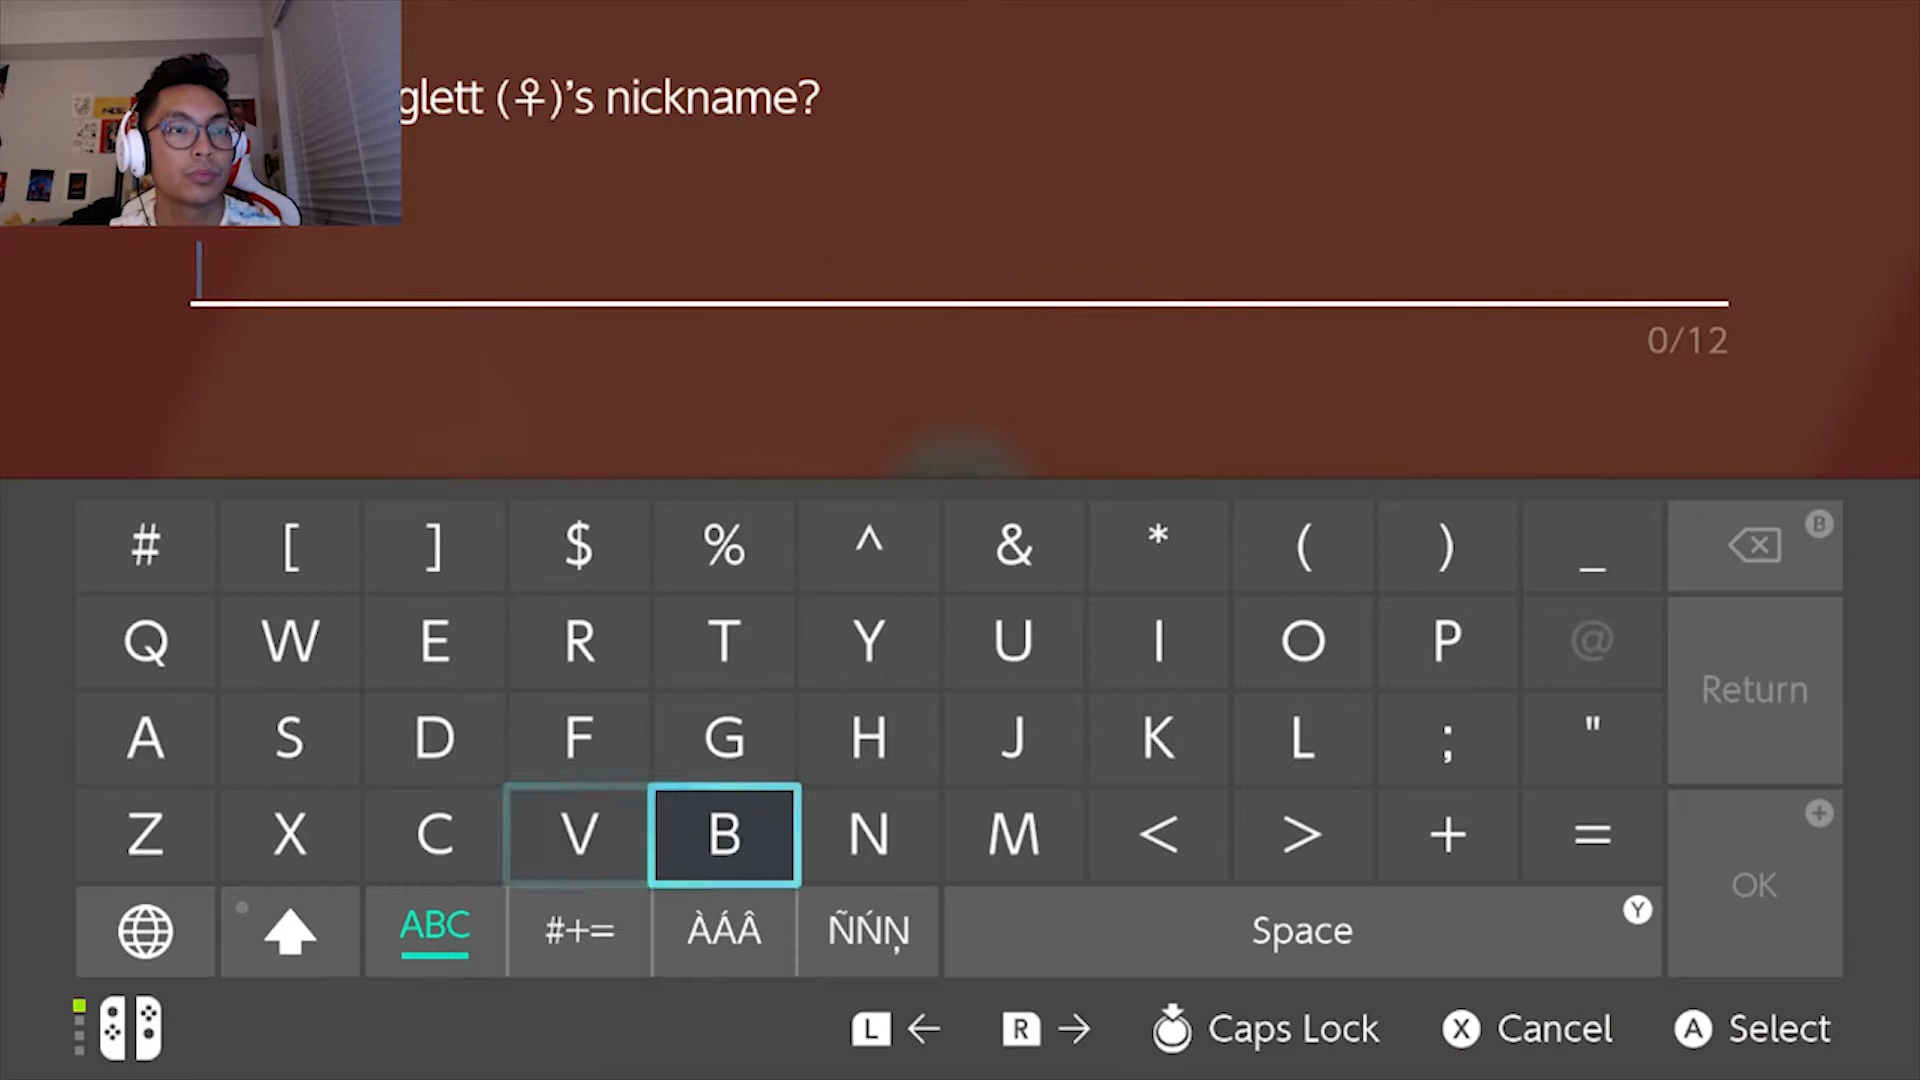 glett (♀)'s nickname?
0/12
# [ ] $ % ^ & * ( ) _ B
Q W E R T Y U I O P @
Return
A S D F G H J K L ; "
Z X C V B N M < > + = +
OK
ABC #+= ÀÁÂ ÑŃŅ Space Y
L ← R → Caps Lock X Cancel A Select